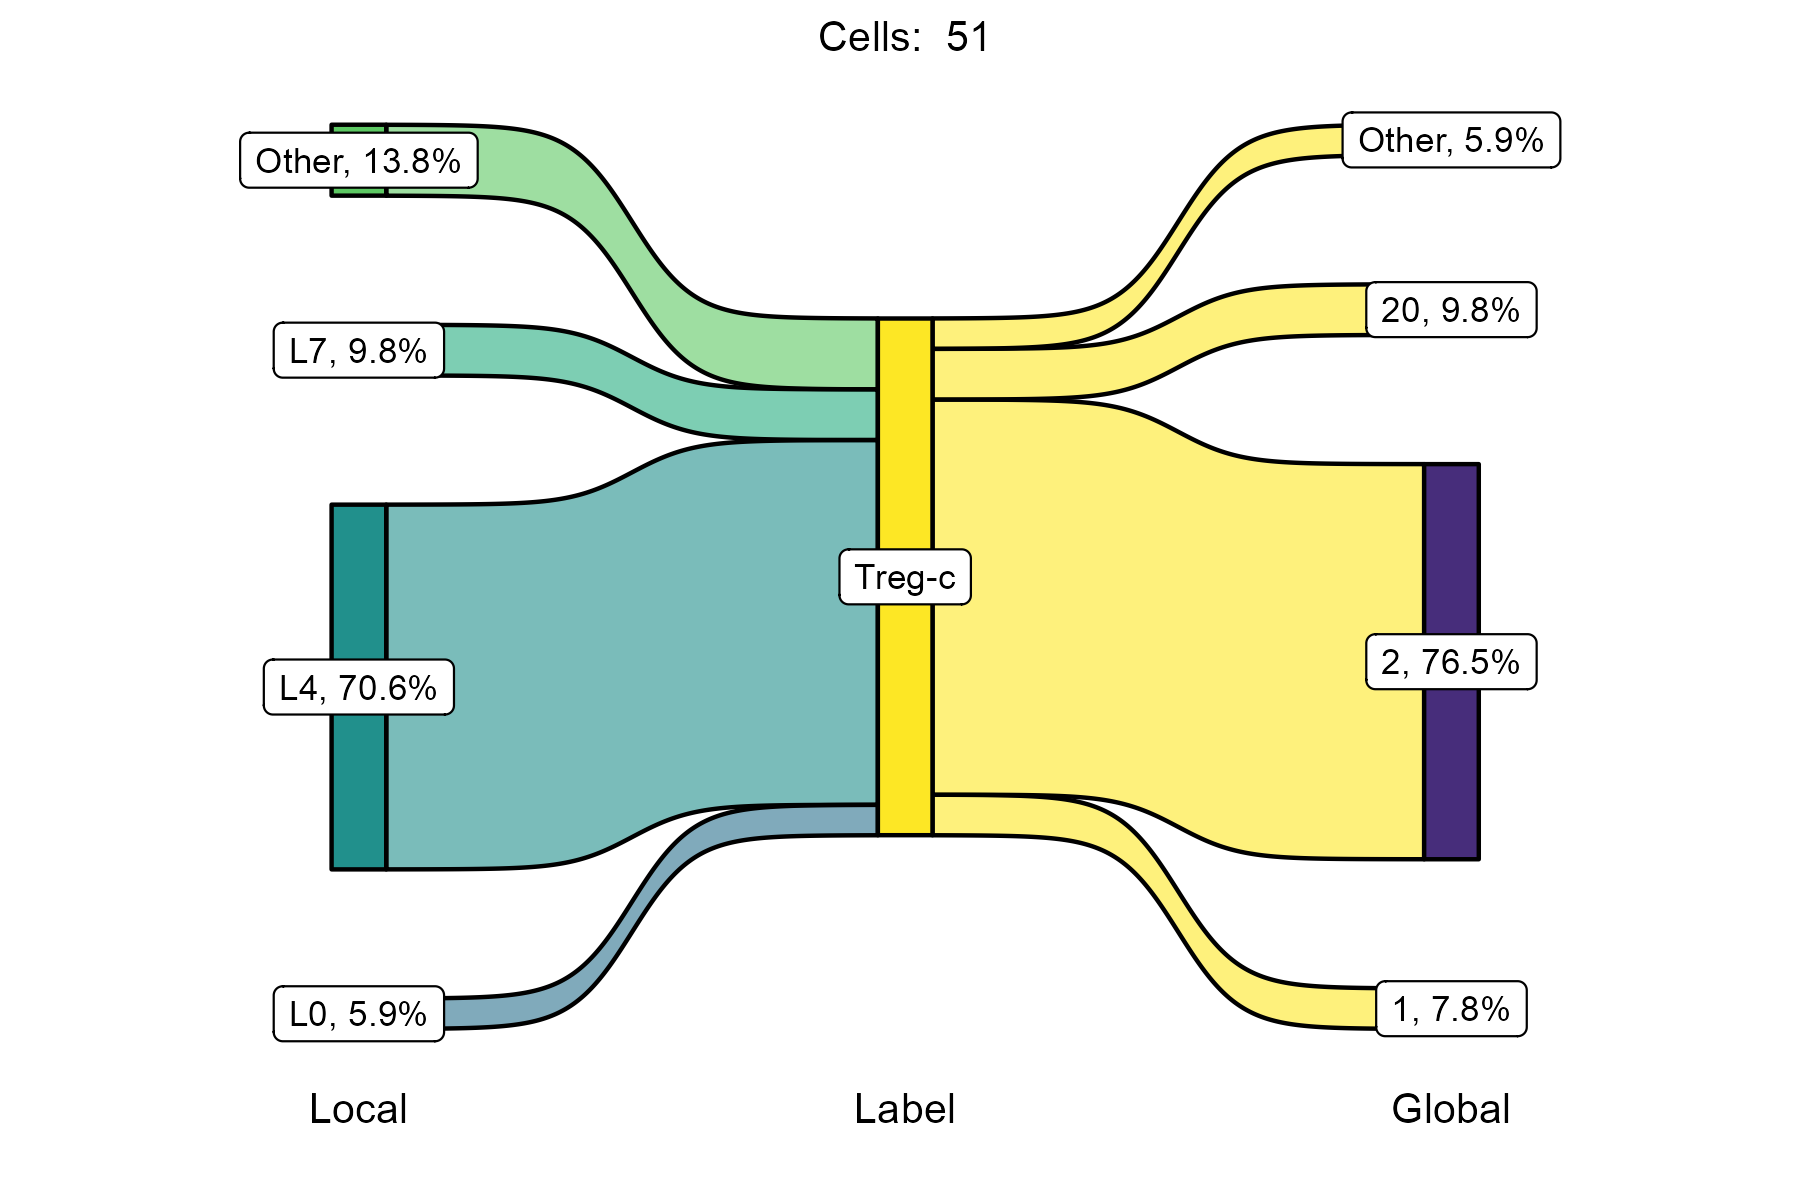 Cells:  51
Other, 13.8%
Other, 5.9%
20, 9.8%
L7, 9.8%
Treg-c
2, 76.5%
L4, 70.6%
1, 7.8%
L0, 5.9%
Local
Label
Global